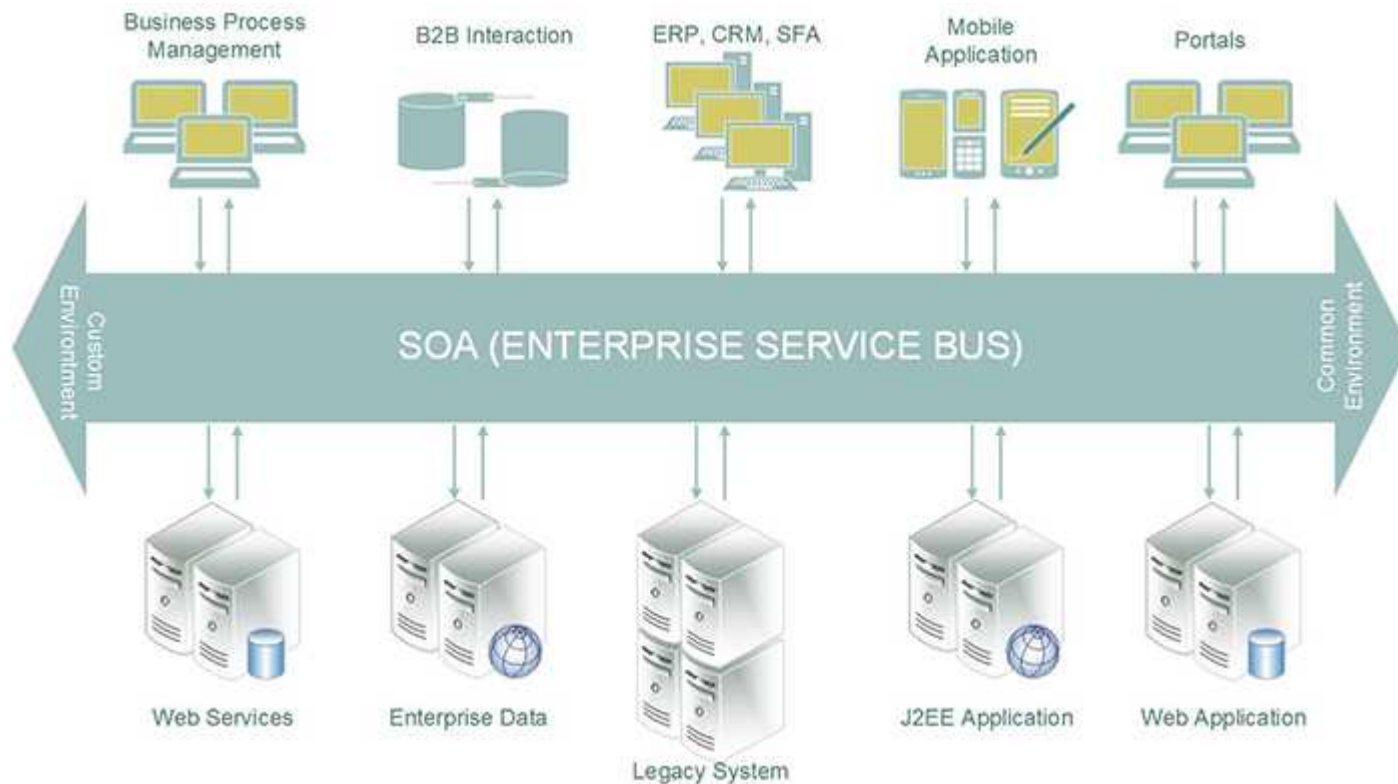 Business Process
Management
B2B Interaction
ERP, CRM, SFA
Mobile
Application
Portals
Custom
Environtment
SOA (ENTERPRISE SERVICE BUS)
Common
Environment
Web Services
Enterprise Data
Legacy System
J2EE Application
Web Application